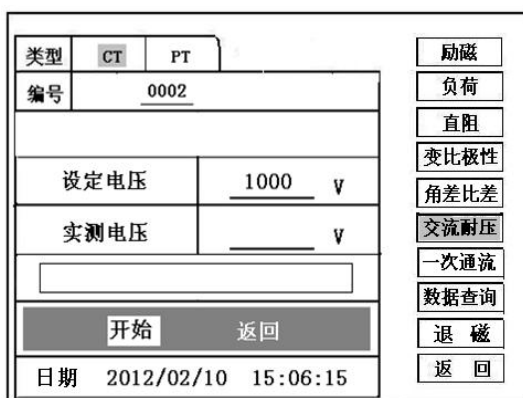 类型 CT PT
编号 0002
设定电压 1000 V
实测电压 V
开始 返回
日期 2012/02/10 15:06:15
励磁
负荷
直阻
变比极性
角差比差
交流耐压
一次通流
数据查询
退 磁
返 回